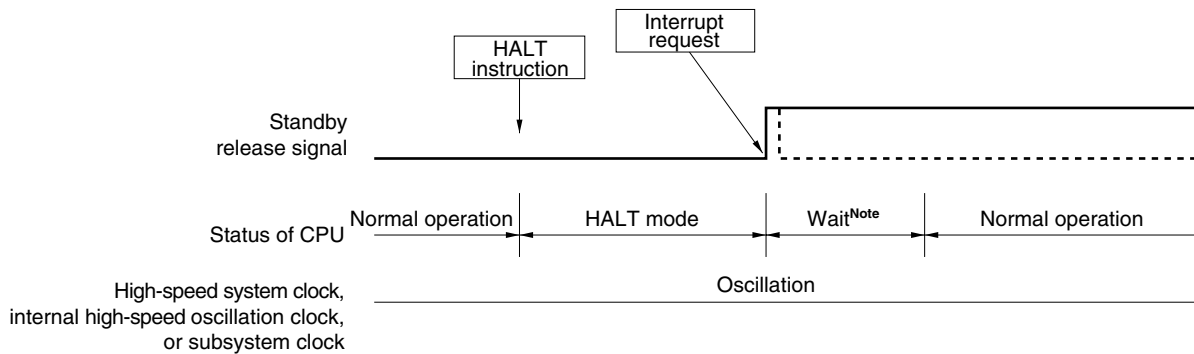 Interrupt
request
HALT
instruction
Standby
release signal
Status of CPU
Normal operation
HALT mode
WaitNote
Normal operation
High-speed system clock,
internal high-speed oscillation clock,
or subsystem clock
Oscillation